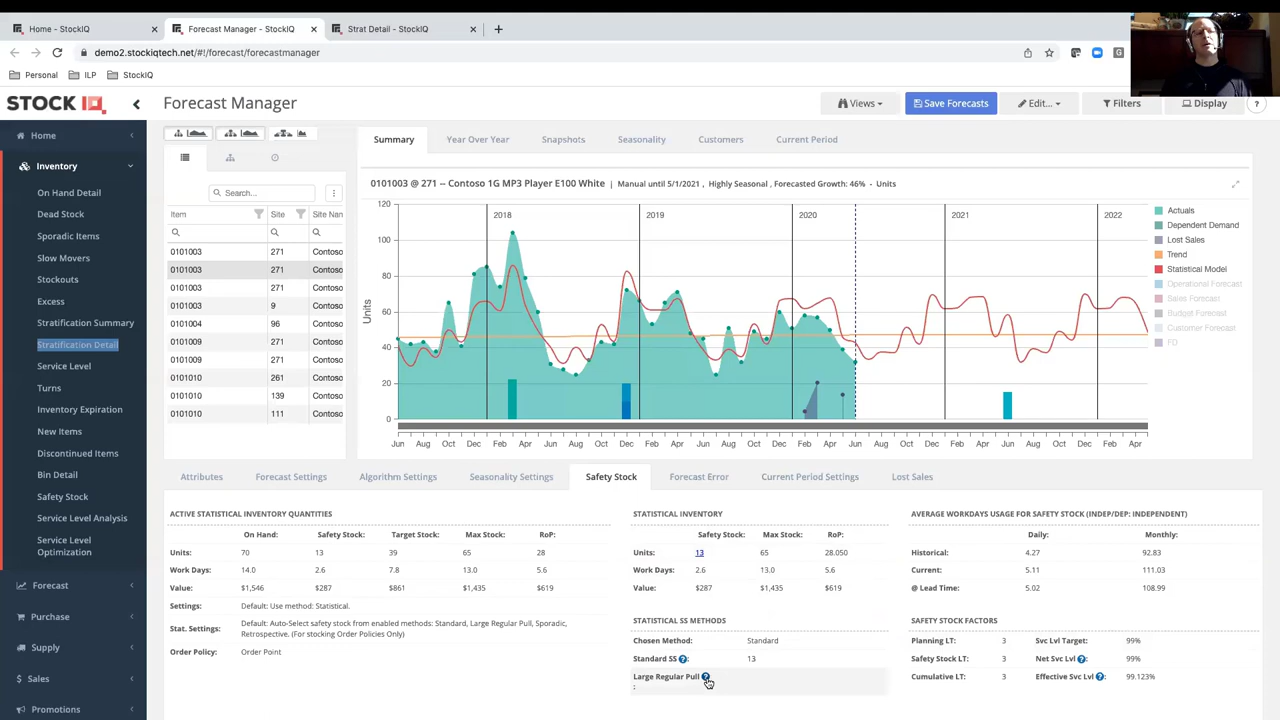 Home - StockIQ
Forecast Manager - StockIQ
Strat Detail - StockIQ
demo2.stockiqtech.net/#!/forecast/forecastmanager
Personal
ILP
StockIQ
STOCK IQ
Forecast Manager
Views
Save Forecasts
Edit...
Filters
Display
?
Home
Inventory
On Hand Detail
Dead Stock
Sporadic Items
Slow Movers
Stockouts
Excess
Stratification Summary
Stratification Detail
Service Level
Turns
Inventory Expiration
New Items
Discontinued Items
Bin Detail
Safety Stock
Service Level Analysis
Service Level
Optimization
Forecast
Purchase
Supply
Sales
Promotions
Search...
Item Site Site Nan
0101003 271 Contoso
0101003 271 Contoso
0101003 271 Contoso
0101003 9 Contoso
0101004 96 Contoso
0101009 271 Contoso
0101009 271 Contoso
0101010 261 Contoso
0101010 139 Contoso
0101010 111 Contoso
Summary Year Over Year Snapshots Seasonality Customers Current Period
0101003 @ 271 -- Contoso 1G MP3 Player E100 White | Manual until 5/1/2021 , Highly Seasonal , Forecasted Growth: 46% - Units
120
100
80
60
40
20
0
Units
2018 2019 2020 2021 2022
Jun Aug Oct Dec Feb Apr Jun Aug Oct Dec Feb Apr Jun Aug Oct Dec Feb Apr Jun Aug Oct Dec Feb Apr Jun Aug Oct Dec Feb Apr
Actuals
Dependent Demand
Lost Sales
Trend
Statistical Model
Operational Forecast
Sales Forecast
Budget Forecast
Customer Forecast
FD
Attributes Forecast Settings Algorithm Settings Seasonality Settings Safety Stock Forecast Error Current Period Settings Lost Sales
ACTIVE STATISTICAL INVENTORY QUANTITIES
On Hand: Safety Stock: Target Stock: Max Stock: RoP:
Units: 70 13 39 65 28
Work Days: 14.0 2.6 7.8 13.0 5.6
Value: $1,546 $287 $861 $1,435 $619
Settings: Default: Use method: Statistical.
Stat. Settings: Default: Auto-Select safety stock from enabled methods: Standard, Large Regular Pull, Sporadic,
Retrospective. (For stocking Order Policies Only)
Order Policy: Order Point
STATISTICAL INVENTORY
Safety Stock: Max Stock: RoP:
Units: 13 65 28.050
Work Days: 2.6 13.0 5.6
Value: $287 $1,435 $619
STATISTICAL SS METHODS
Chosen Method: Standard
Standard SS ?: 13
Large Regular Pull ?
:
AVERAGE WORKDAYS USAGE FOR SAFETY STOCK (INDEP/DEP: INDEPENDENT)
Daily: Monthly:
Historical: 4.27 92.83
Current: 5.11 111.03
@ Lead Time: 5.02 108.99
SAFETY STOCK FACTORS
Planning LT: 3 Svc Lvl Target: 99%
Safety Stock LT: 3 Net Svc Lvl ?: 99%
Cumulative LT: 3 Effective Svc Lvl ?: 99.123%